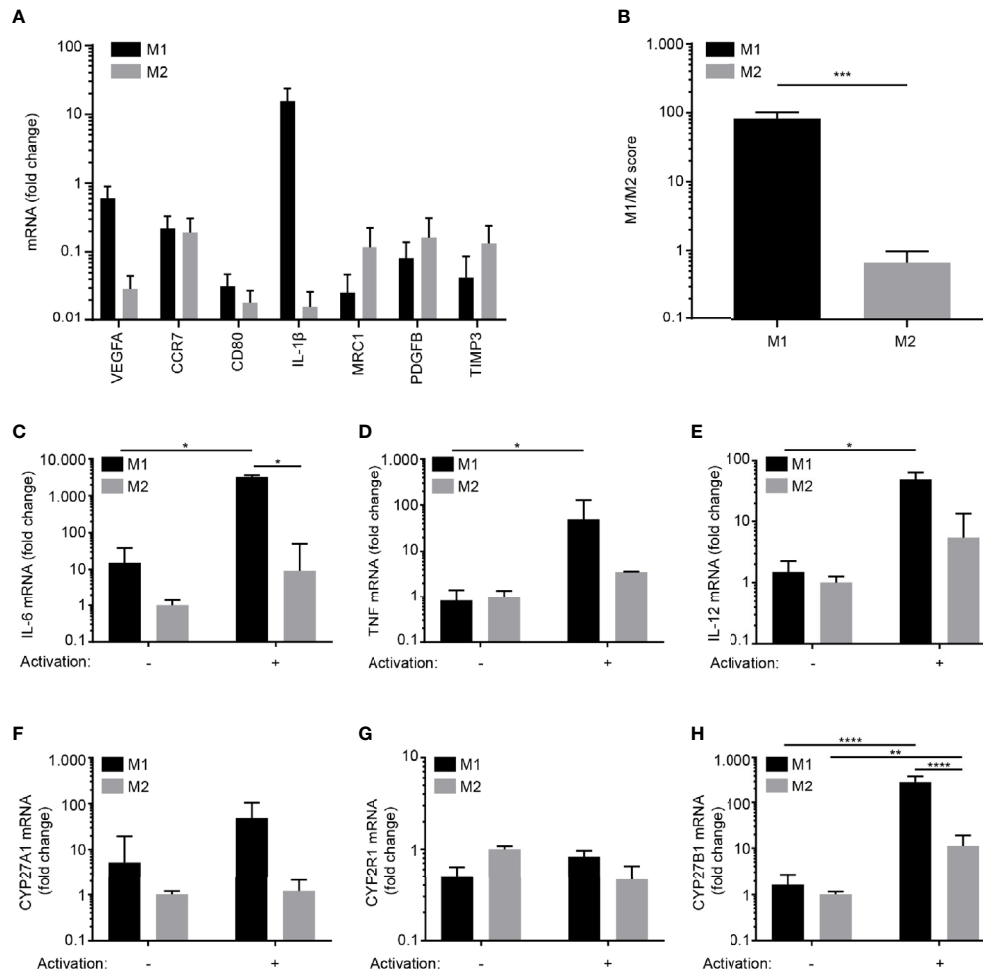 A
M1
M2
mRNA (fold change)
100
10
1
0.1
0.01
VEGFA
CCR7
CD80
IL-1β
MRC1
PDGFB
TIMP3
B
M1
M2
M1/M2 score
1.000
100
10
1
0.1
***
M1
M2
C
M1
M2
IL-6 mRNA (fold change)
10.000
1.000
100
10
1
0.1
*
*
Activation:
-
+
D
M1
M2
TNF mRNA (fold change)
1.000
100
10
1
0.1
*
Activation:
-
+
E
M1
M2
IL-12 mRNA (fold change)
100
10
1
0.1
*
Activation:
-
+
F
M1
M2
CYP27A1 mRNA
(fold change)
1.000
100
10
1
0.1
Activation:
-
+
G
M1
M2
CYF2R1 mRNA
(fold change)
10
1
0.1
Activation:
-
+
H
M1
M2
CYP27B1 mRNA
(fold change)
1.000
100
10
1
0.1
****
**
****
Activation:
-
+